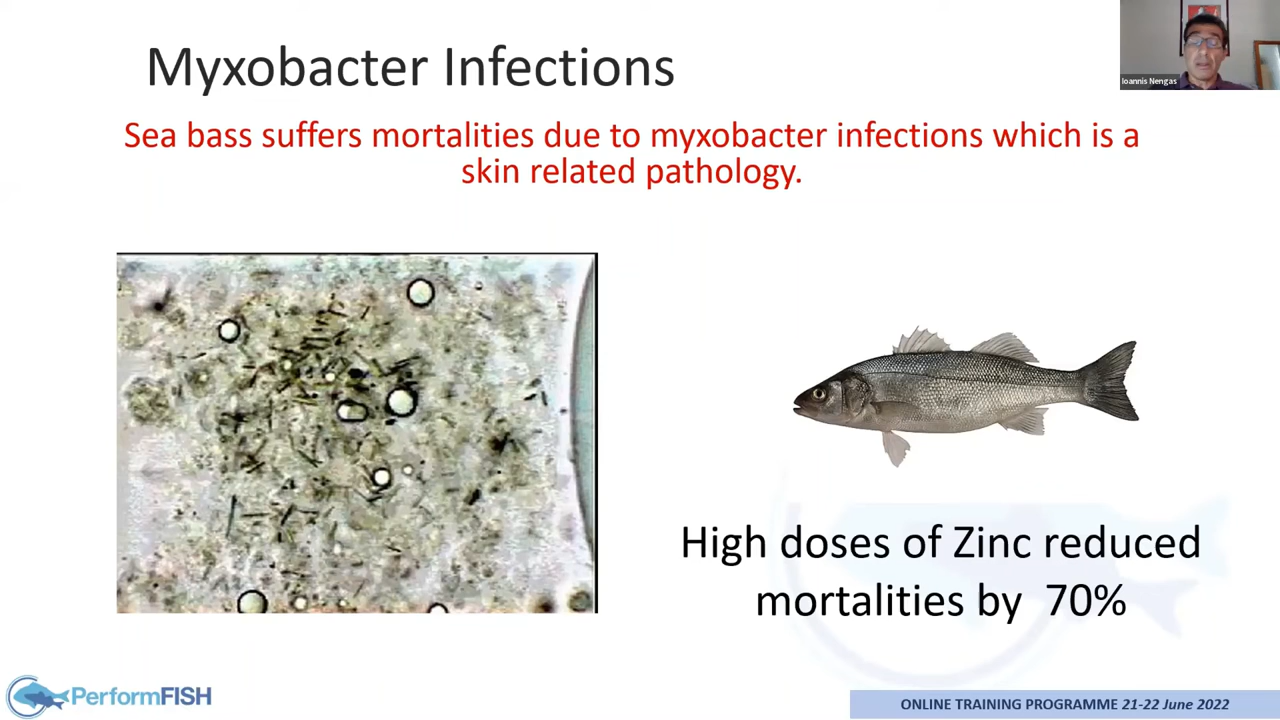 Myxobacter Infections
Ioannis Nengas
Sea bass suffers mortalities due to myxobacter infections which is a
skin related pathology.
High doses of Zinc reduced
mortalities by 70%
PerformFISH
ONLINE TRAINING PROGRAMME 21-22 June 2022